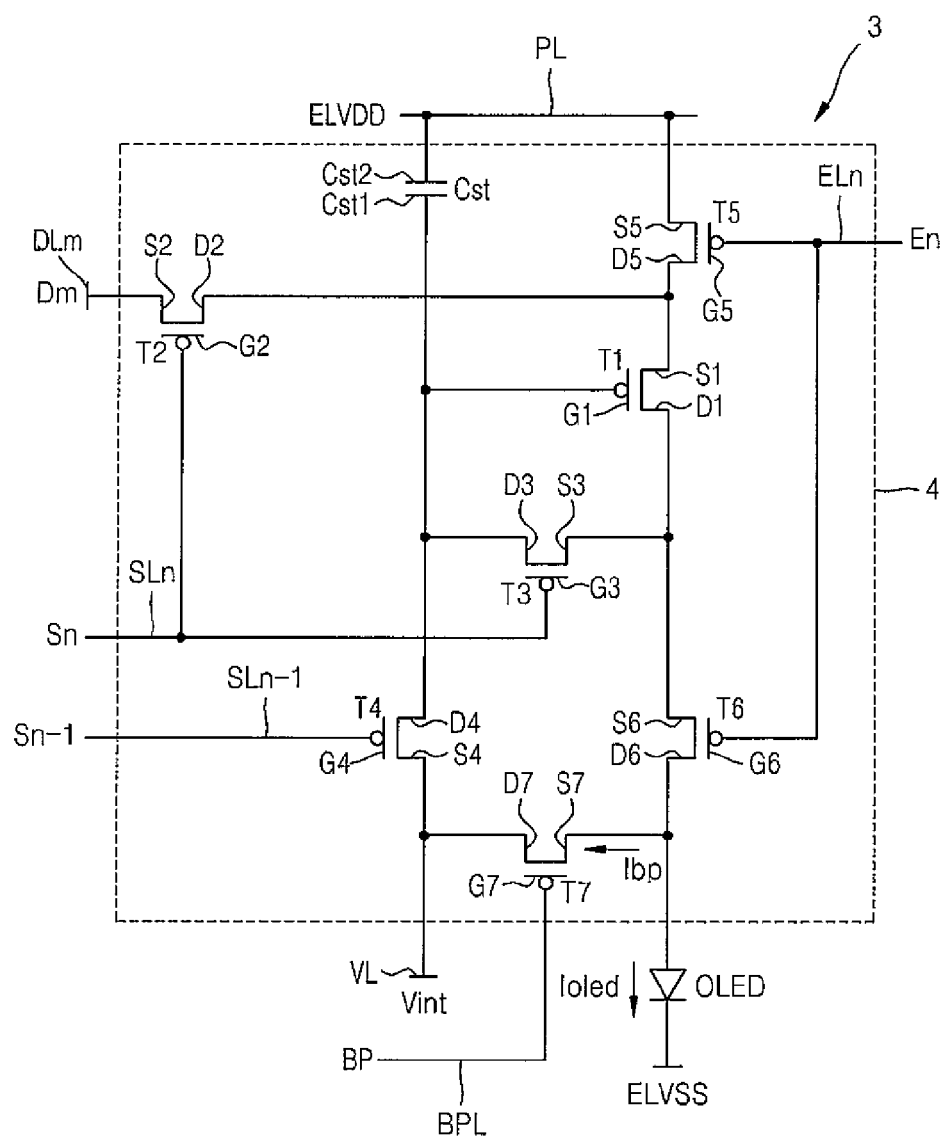 3
PL
ELVDD
Cst2
Cst
Cst1
ELn
DLm
S2
D2
S5
T5
En
Dm
D5
G5
T2
G2
T1
S1
G1
D1
D3
S3
4
SLn
T3
G3
Sn
SLn-1
T4
D4
S6
T6
Sn-1
G4
S4
D6
G6
D7
S7
Ibp
G7
T7
VL
Vint
Ioled
OLED
BP
BPL
ELVSS